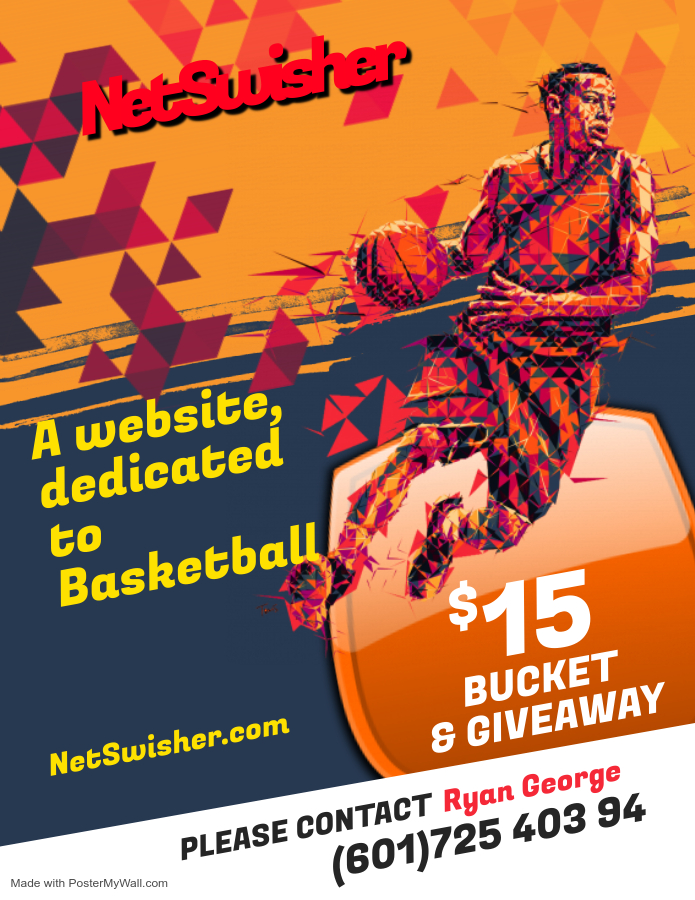 NetSwisher
A website,
dedicated
to
Basketball
$15
BUCKET
& GIVEAWAY
NetSwisher.com
PLEASE CONTACT Ryan George
(601)725 403 94
Made with PosterMyWall.com